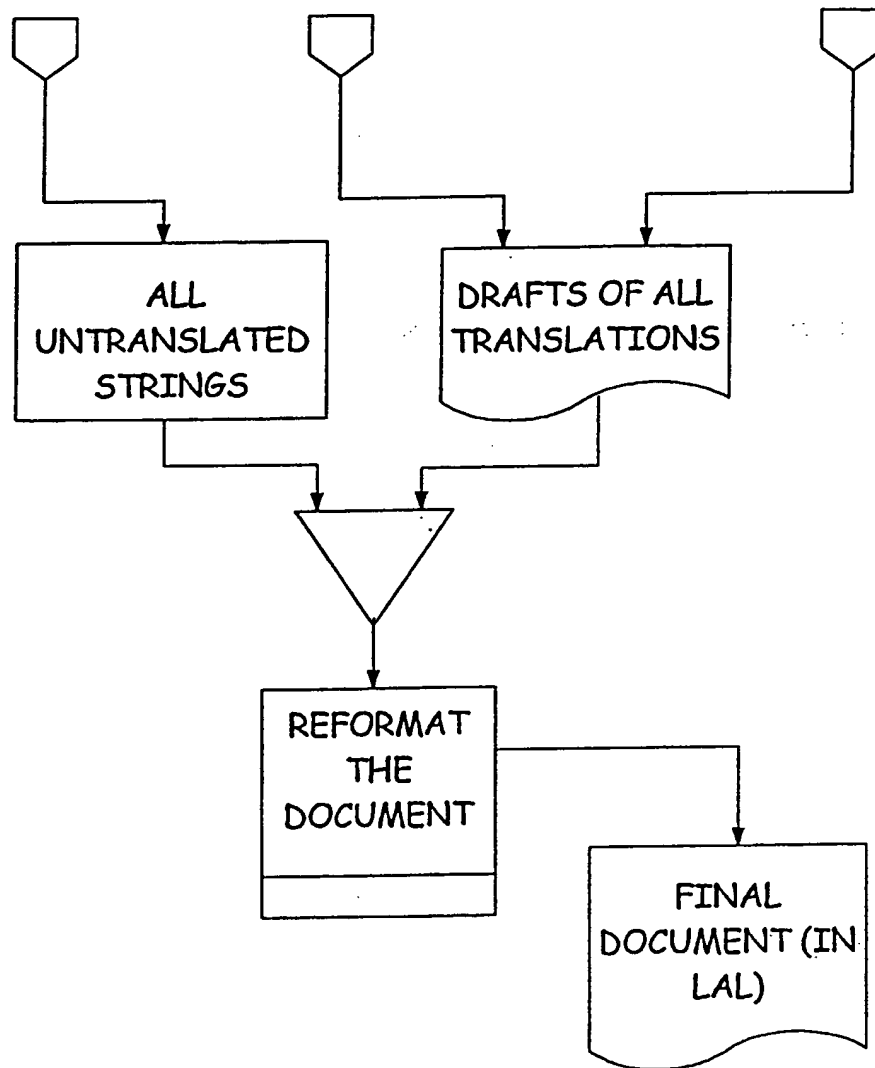 ALL
UNTRANSLATED
STRINGS
DRAFTS OF ALL
TRANSLATIONS
REFORMAT
THE
DOCUMENT
FINAL
DOCUMENT (IN
LAL)